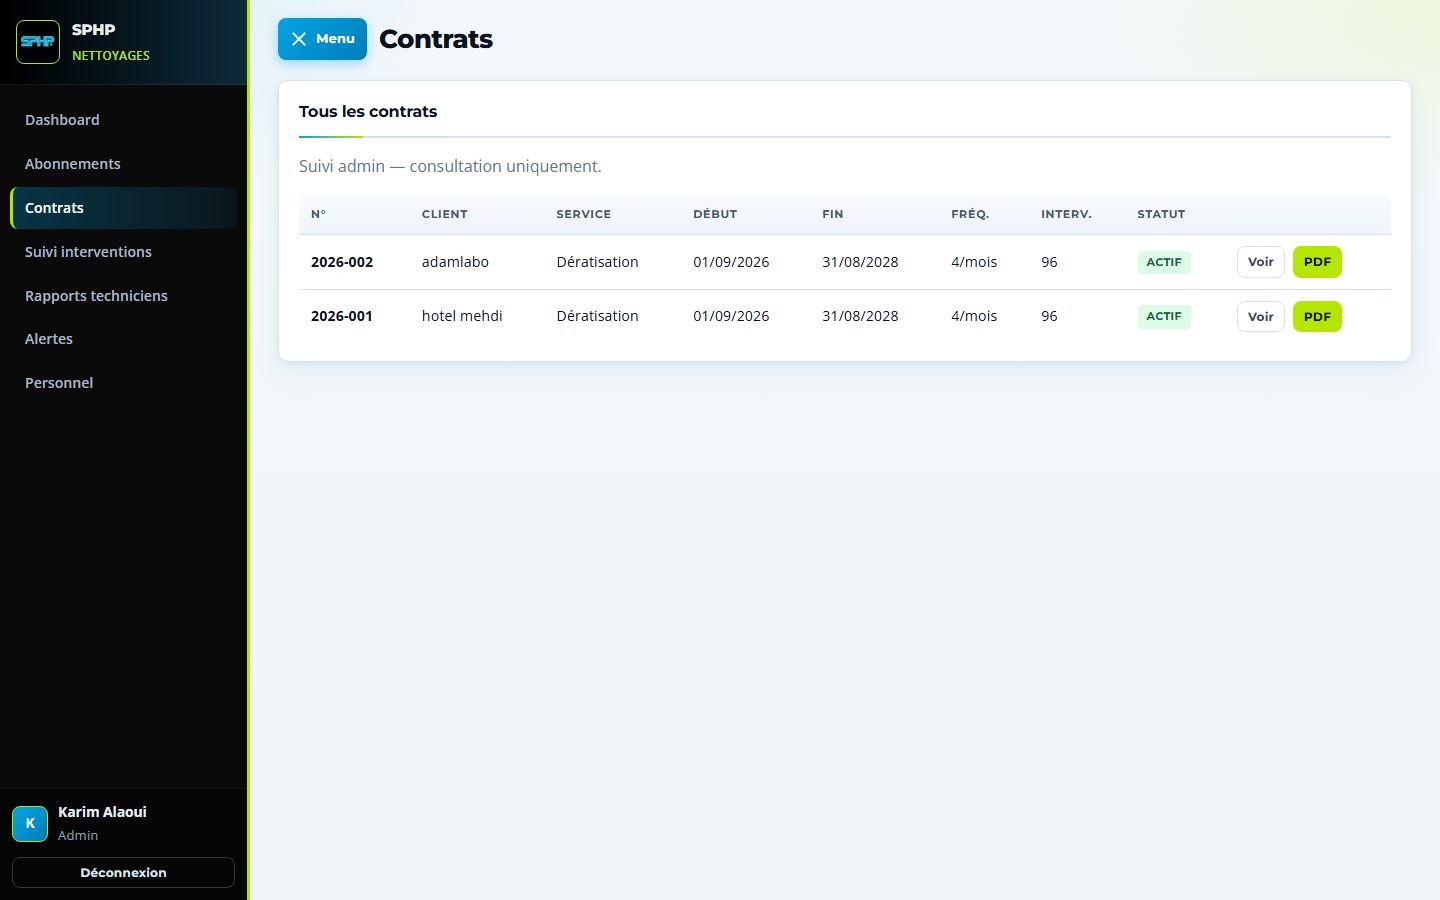 SPHP
SPHP
NETTOYAGES
Dashboard
Abonnements
Contrats
Suivi interventions
Rapports techniciens
Alertes
Personnel
K
Karim Alaoui
Admin
Déconnexion
Menu
Contrats
Tous les contrats
Suivi admin — consultation uniquement.
N° CLIENT SERVICE DÉBUT FIN FRÉQ. INTERV. STATUT
2026-002 adamlabo Dératisation 01/09/2026 31/08/2028 4/mois 96 ACTIF Voir PDF
2026-001 hotel mehdi Dératisation 01/09/2026 31/08/2028 4/mois 96 ACTIF Voir PDF